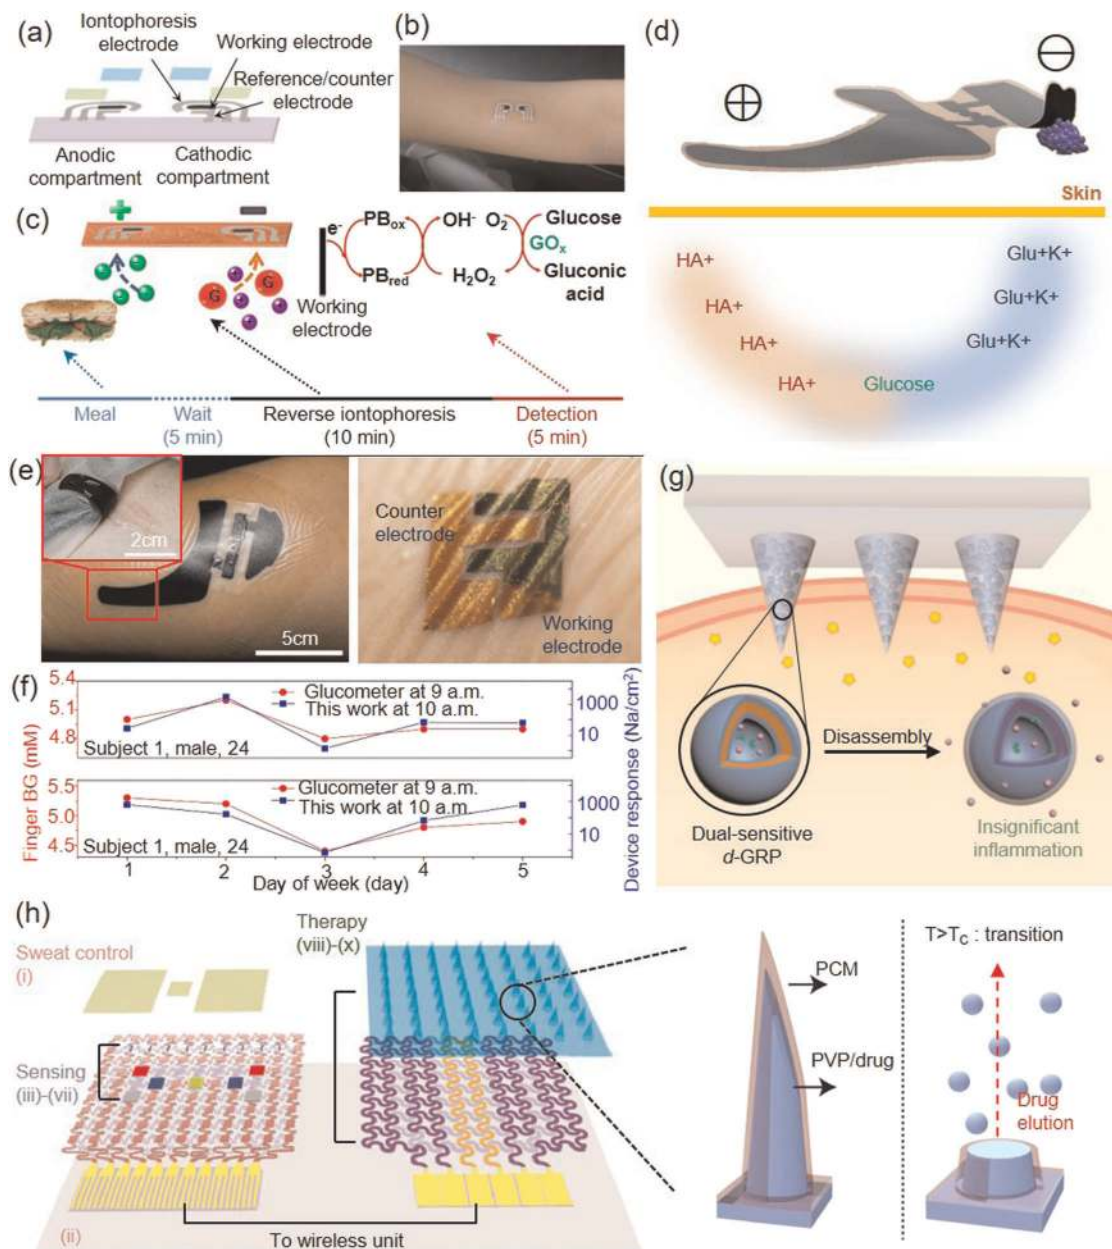 (a)
Iontophoresis
electrode
Working electrode
Reference/counter
electrode
Anodic
compartment
Cathodic
compartment
(b)
(c)
e-
PBox
PBred
OH- O2
H2O2
Glucose
GOx
Gluconic
acid
Working
electrode
G
G
Meal
Wait
(5 min)
Reverse iontophoresis
(10 min)
Detection
(5 min)
(d)
Skin
HA+
HA+
HA+
HA+
Glucose
Glu+K+
Glu+K+
Glu+K+
(e)
2cm
5cm
Counter
electrode
Working
electrode
(f)
Finger BG (mM)
5.4
5.1
4.8
Glucometer at 9 a.m.
This work at 10 a.m.
Subject 1, male, 24
1000
10
5.5
5.0
4.5
Glucometer at 9 a.m.
This work at 10 a.m.
Subject 1, male, 24
1000
10
Device response (Na/cm2)
1 2 3 4 5
Day of week (day)
(g)
Disassembly
Dual-sensitive
d-GRP
Insignificant
inflammation
(h)
Sweat control
(i)
Sensing
(iii)-(vii)
(ii)
Therapy
(viii)-(x)
To wireless unit
PCM
PVP/drug
T>Tc : transition
Drug
elution